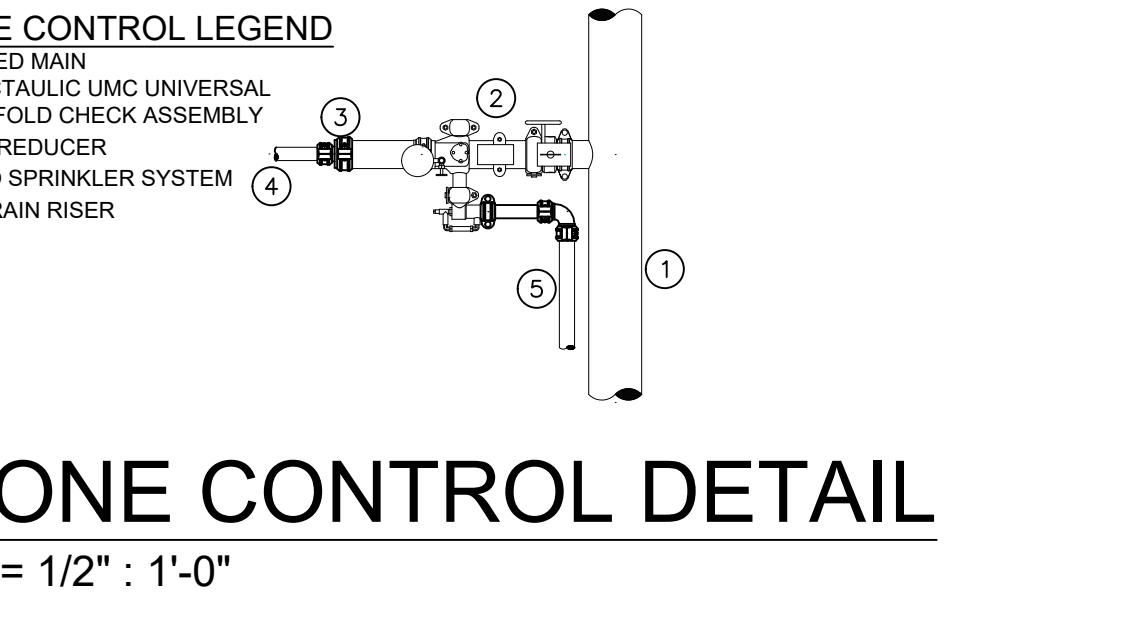 E CONTROL LEGEND
ED MAIN
CTAULIC UMC UNIVERSAL
FOLD CHECK ASSEMBLY
REDUCER
O SPRINKLER SYSTEM
RAIN RISER
2
3
4
1
5
ONE CONTROL DETAIL
= 1/2" : 1'-0"